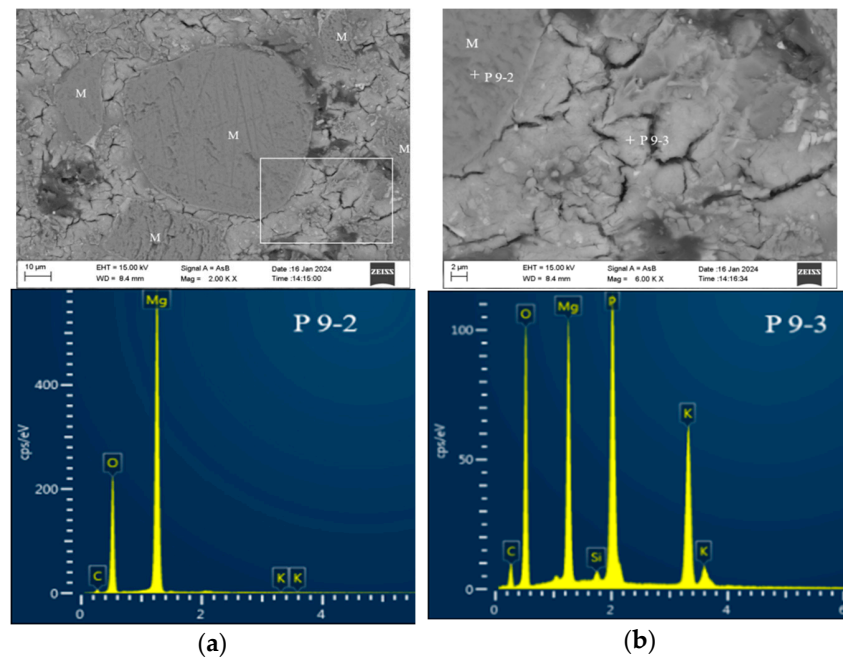 M
M
M
M
M
10 µm
EHT = 15.00 kV
WD = 8.4 mm
Signal A = AsB
Mag = 2.00 K X
Date :16 Jan 2024
Time :14:15:00
ZEISS
M
+ P 9-2
+ P 9-3
2 µm
EHT = 15.00 kV
WD = 8.4 mm
Signal A = AsB
Mag = 6.00 K X
Date :16 Jan 2024
Time :14:16:34
ZEISS
P 9-2
Mg
400
cps/eV
O
200
C
K K
0
0 2 4
(a)
P 9-3
O Mg P
100
cps/eV
K
50
C Si K
0
0 2 4 6
(b)